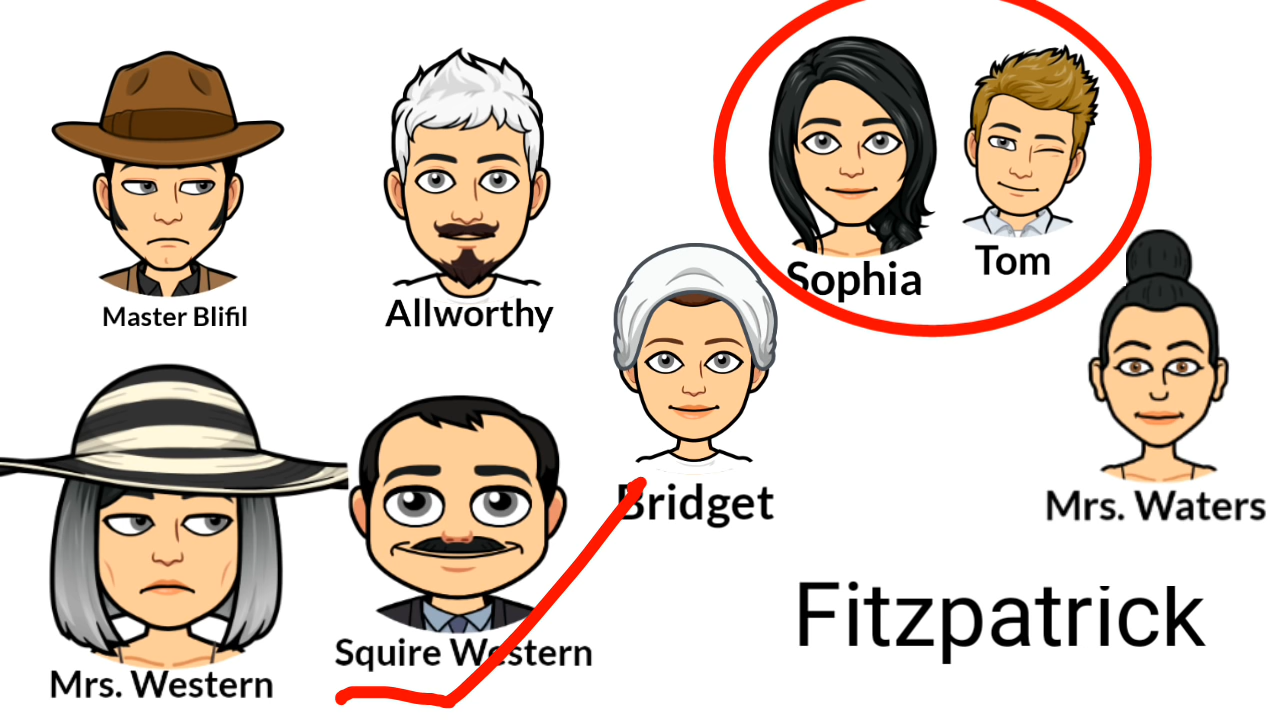 Sophia
Tom
Master Blifil
Allworthy
Bridget
Mrs. Waters
Squire Western
Mrs. Western
Fitzpatrick